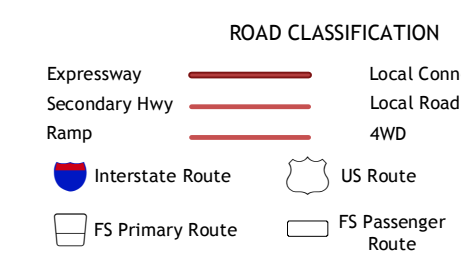 ROAD CLASSIFICATION
Expressway Local Conn
Secondary Hwy Local Road
Ramp 4WD
Interstate Route US Route
FS Primary Route FS Passenger
Route